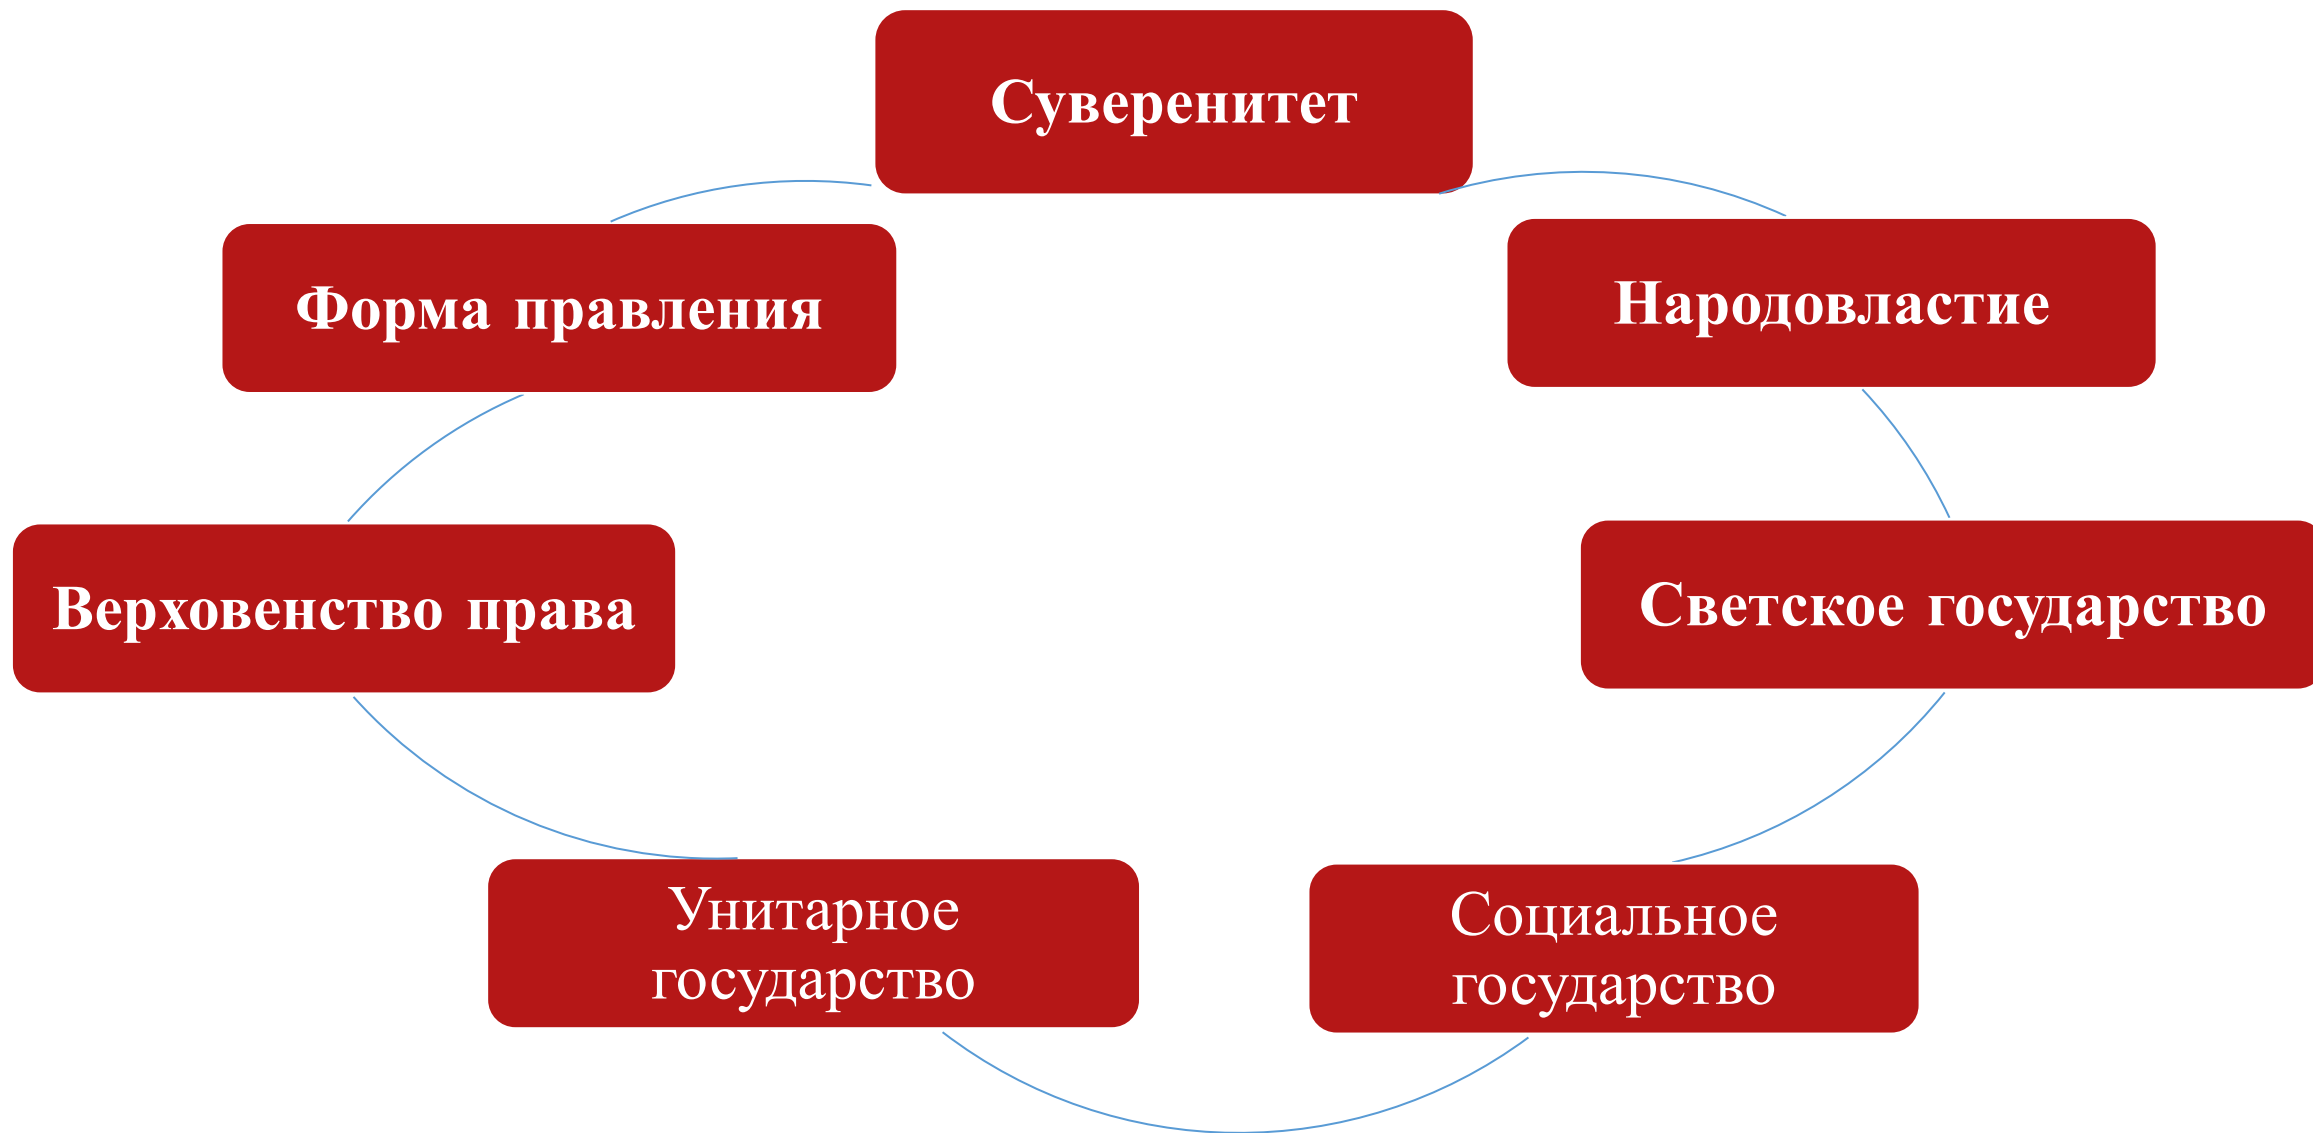 Суверенитет
Форма правления
Народовластие
Верховенство права
Светское государство
Унитарное
государство
Социальное
государство